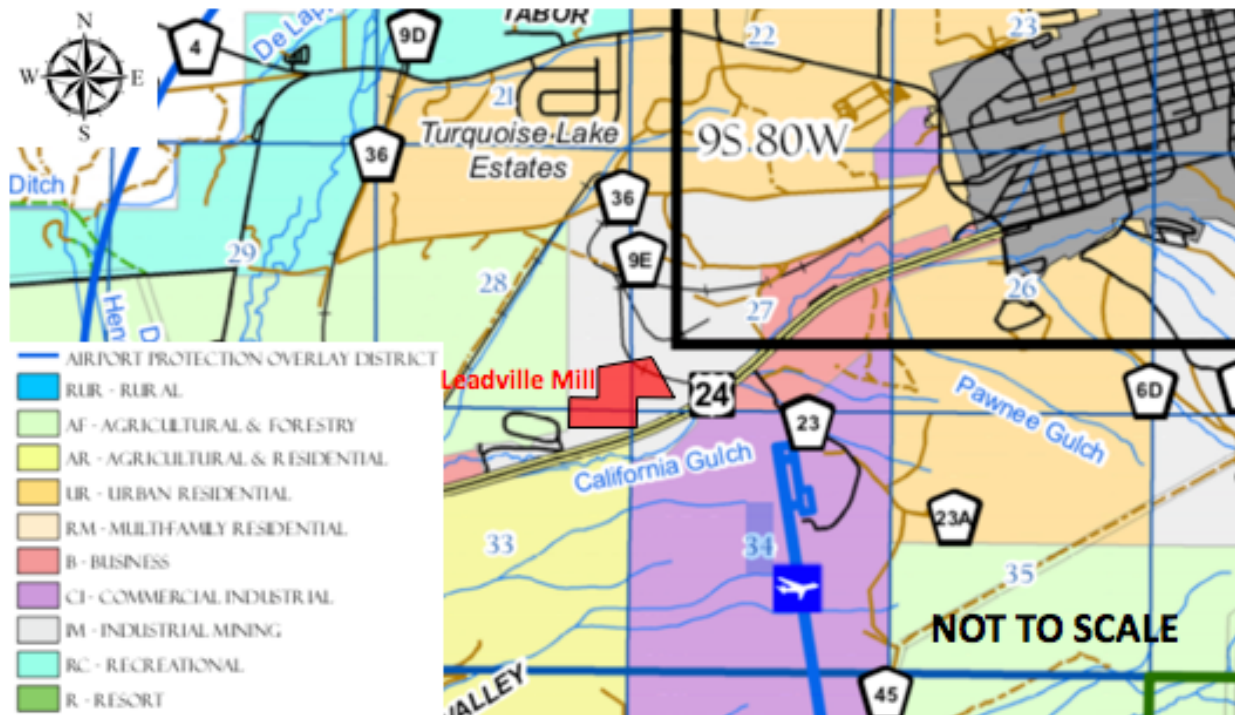 N
W
E
S
4
De Lapp
9D
TABOR
22
23
21
36
Turquoise Lake
Estates
9S 80W
Ditch
29
36
28
9E
27
26
Leadville Mill
24
6D
Pawnee Gulch
23
California Gulch
23A
33
34
35
NOT TO SCALE
VALLEY
45
AIRPORT PROTECTION OVERLAY DISTRICT
RUR - RURAL
AF - AGRICULTURAL & FORESTRY
AR - AGRICULTURAL & RESIDENTIAL
UR - URBAN RESIDENTIAL
RM - MULTI-FAMILY RESIDENTIAL
B - BUSINESS
CI - COMMERCIAL INDUSTRIAL
IM - INDUSTRIAL MINING
RC - RECREATIONAL
R - RESORT